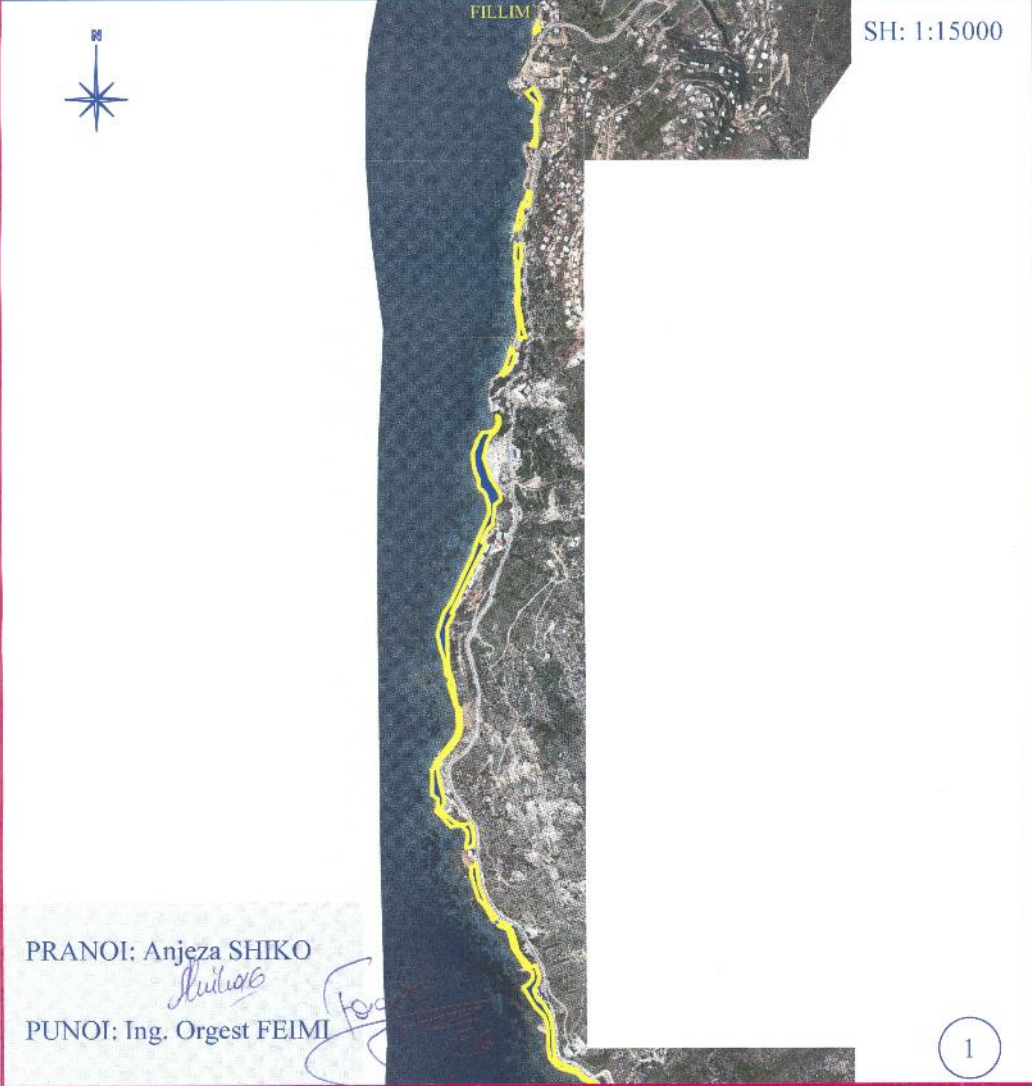 FILLIM
N
SH: 1:15000
PRANOI: Anjeza SHIKO
PUNOI: Ing. Orgest FEIMI
1